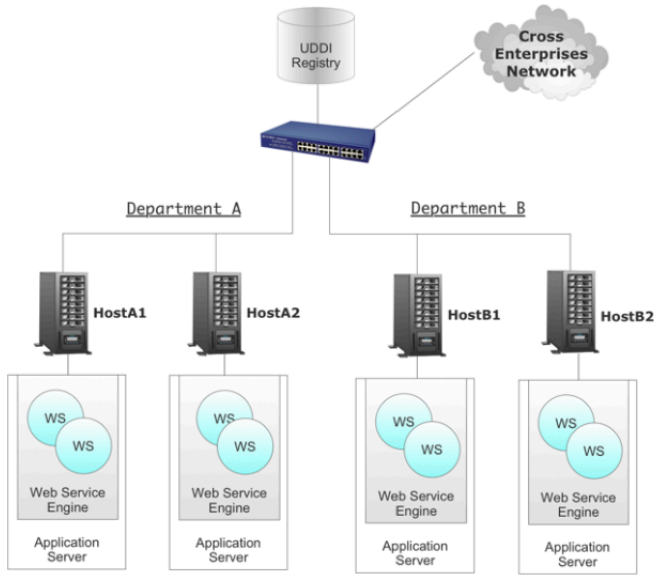 UDDI
Registry
Cross
Enterprises
Network
Department A
Department B
HostA1
HostA2
HostB1
HostB2
WS
WS
WS
WS
WS
WS
WS
WS
Web Service
Engine
Web Service
Engine
Web Service
Engine
Web Service
Engine
Application
Server
Application
Server
Application
Server
Application
Server